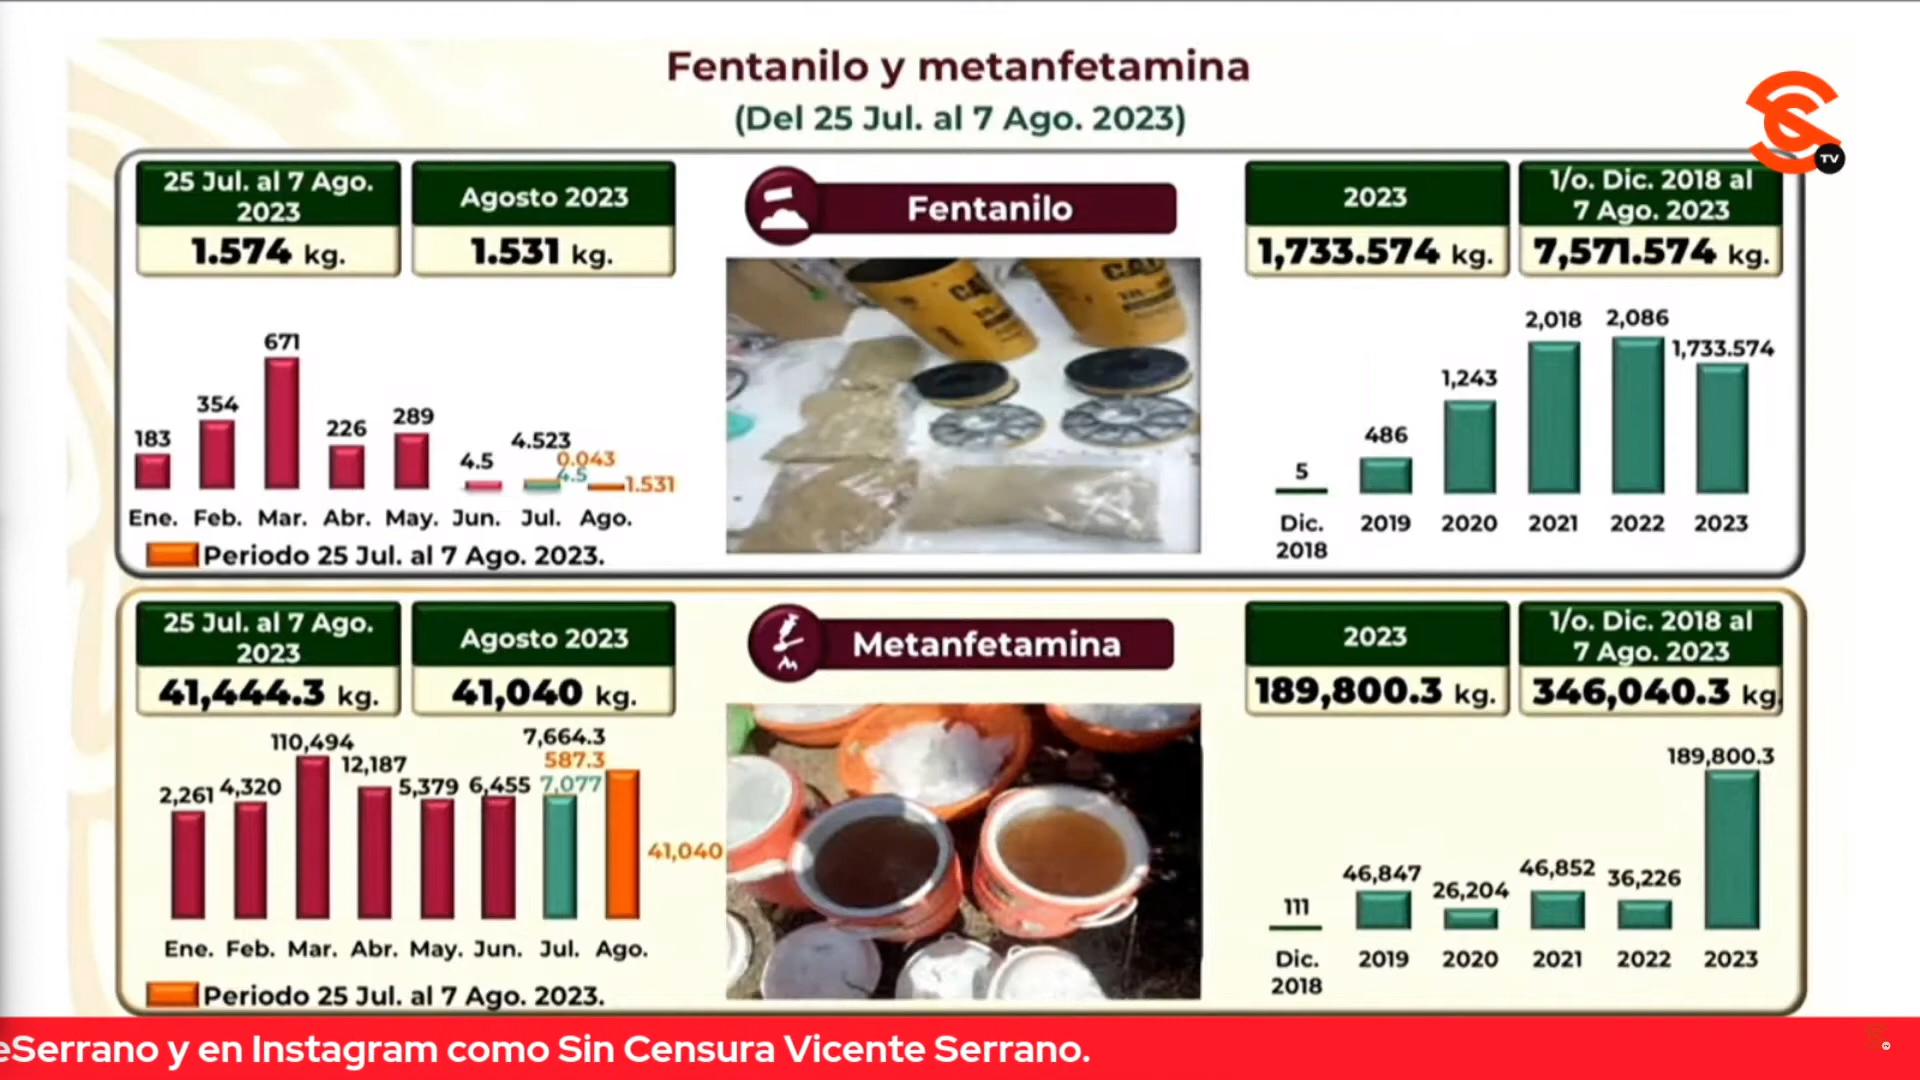 Fentanilo y metanfetamina
(Del 25 Jul. al 7 Ago. 2023)
TV
25 Jul. al 7 Ago.
2023
1.574 kg.
Agosto 2023
1.531 kg.
Fentanilo
2023
1,733.574 kg.
1/o. Dic. 2018 al
7 Ago. 2023
7,571.574 kg.
183
354
671
226
289
4.5
4.523
0.043
4.5
1.531
Ene. Feb. Mar. Abr. May. Jun. Jul. Ago.
Periodo 25 Jul. al 7 Ago. 2023.
5
486
1,243
2,018
2,086
1,733.574
Dic.
2018
2019 2020 2021 2022 2023
25 Jul. al 7 Ago.
2023
41,444.3 kg.
Agosto 2023
41,040 kg.
Metanfetamina
2023
189,800.3 kg.
1/o. Dic. 2018 al
7 Ago. 2023
346,040.3 kg.
2,261
4,320
110,494
12,187
5,379
6,455
7,664.3
587.3
7,077
41,040
Ene. Feb. Mar. Abr. May. Jun. Jul. Ago.
Periodo 25 Jul. al 7 Ago. 2023.
111
46,847
26,204
46,852
36,226
189,800.3
Dic.
2018
2019 2020 2021 2022 2023
eSerrano y en Instagram como Sin Censura Vicente Serrano.